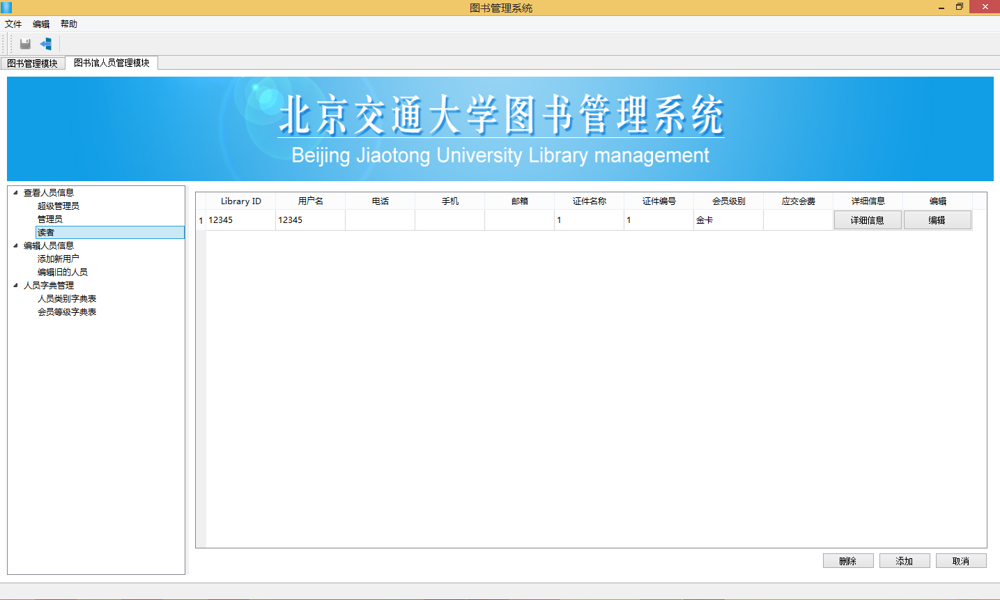 图书管理系统
文件 编辑 帮助
图书管理模块 图书馆人员管理模块
北京交通大学图书管理系统
Beijing Jiaotong University Library management
查看人员信息
超级管理员
管理员
读者
编辑人员信息
添加新用户
编辑旧的人员
人员字典管理
人员类别字典表
会员等级字典表
Library ID 用户名 电话 手机 邮箱 证件名称 证件编号 会员级别 应交会费 详细信息 编辑
1 12345 12345 1 1 金卡 详细信息 编辑
删除 添加 取消